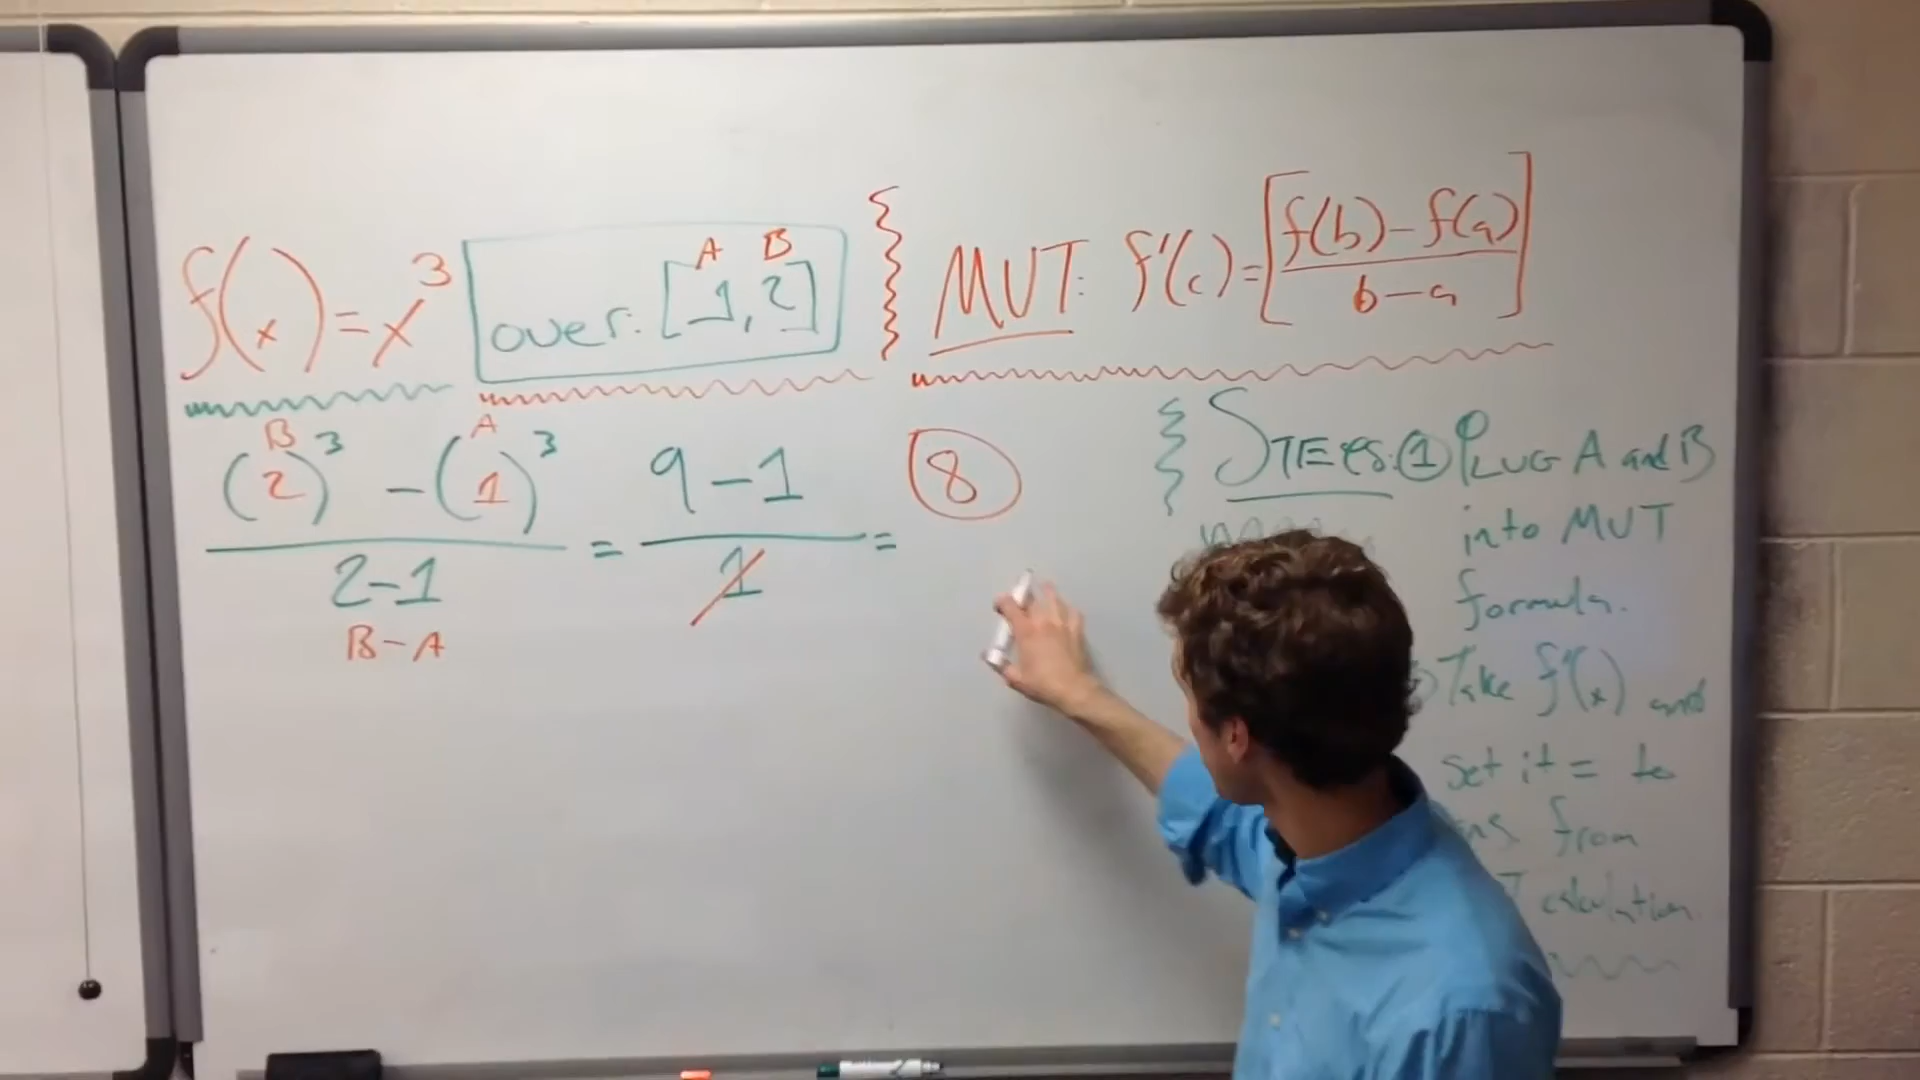 f(x) = x³
over: [1, 2]
A B
MVT: f'(c) = [f(b) - f(a) / b - a]
B A
(2)³ - (1)³ / 2 - 1 = 9 - 1 / 1 = 8
B - A
STEPS: ① PLUG A and B
into MVT
formula.
Take f'(x) and
set it = to
from
calculation